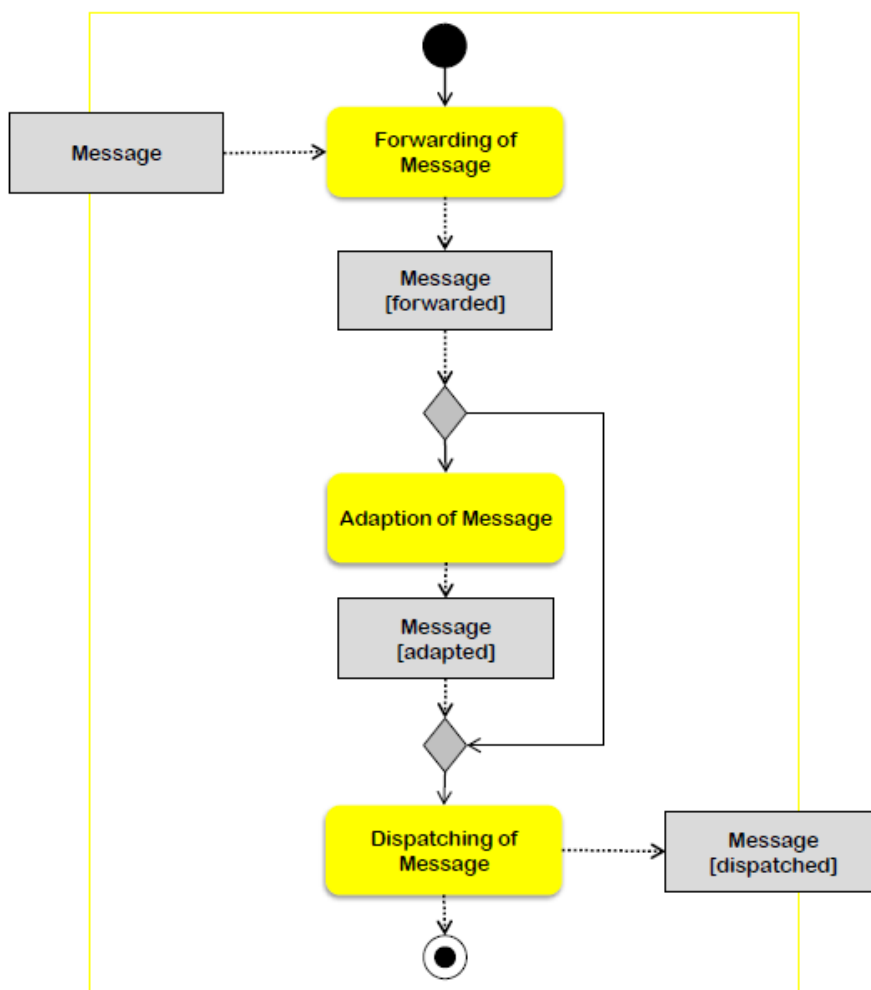 Message
Forwarding of
Message
Message
[forwarded]
Adaption of Message
Message
[adapted]
Dispatching of
Message
Message
[dispatched]